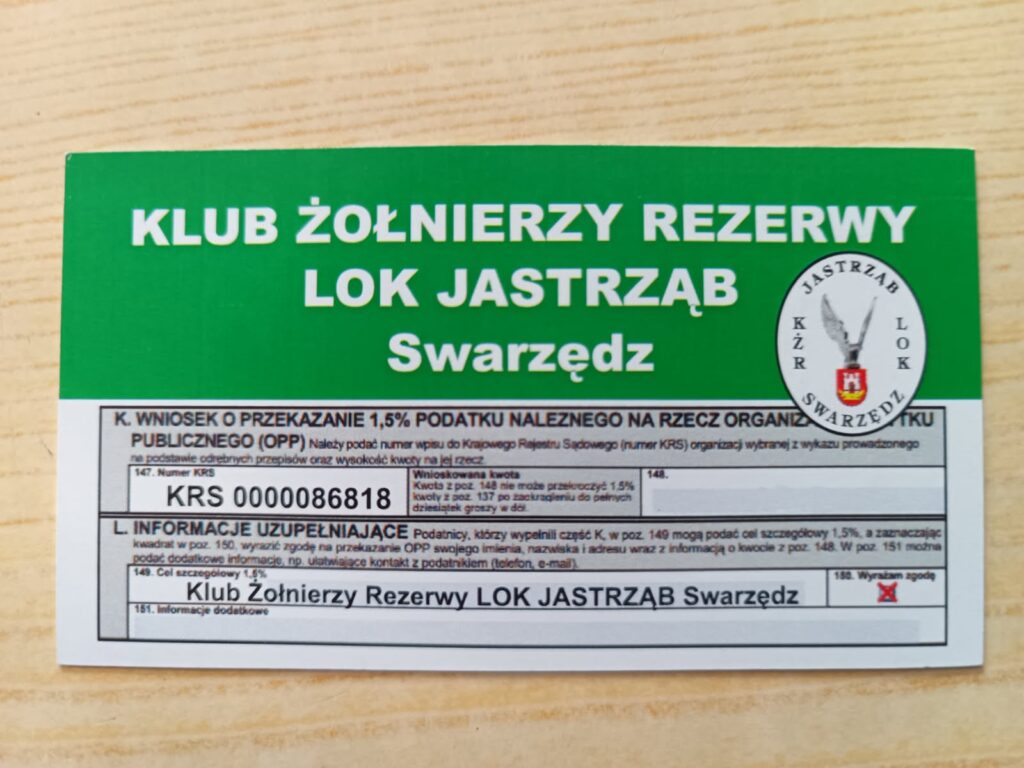 KLUB ŻOŁNIERZY REZERWY
LOK JASTRZĄB
Swarzędz
JASTRZĄB
KŻR
LOK
SWARZĘDZ
K. WNIOSEK O PRZEKAZANIE 1,5% PODATKU NALEŻNEGO NA RZECZ ORGANIZA TKU
PUBLICZNEGO (OPP) Należy podać numer wpisu do Krajowego Rejestru Sądowego (numer KRS) organizacji wybranej z wykazu prowadzonego
na podstawie odrębnych przepisów oraz wysokość kwoty na jej rzecz.
147. Numer KRS
KRS 0000086818
Wnioskowana kwota
Kwota z poz. 148 nie może przekroczyć 1,5%
kwoty z poz. 137 po zaokrągleniu do pełnych
dziesiątek groszy w dół.
148.
L. INFORMACJE UZUPEŁNIAJĄCE Podatnicy, którzy wypełnili część K, w poz. 149 mogą podać cel szczegółowy 1,5%, a zaznaczając
kwadrat w poz. 150, wyrazić zgodę na przekazanie OPP swojego imienia, nazwiska i adresu wraz z informacją o kwocie z poz. 148. W poz. 151 można
podać dodatkowe informacje, np. ułatwiające kontakt z podatnikiem (telefon, e-mail).
149. Cel szczegółowy 1,5%
Klub Żołnierzy Rezerwy LOK JASTRZĄB Swarzędz
150. Wyrażam zgodę
151. Informacje dodatkowe